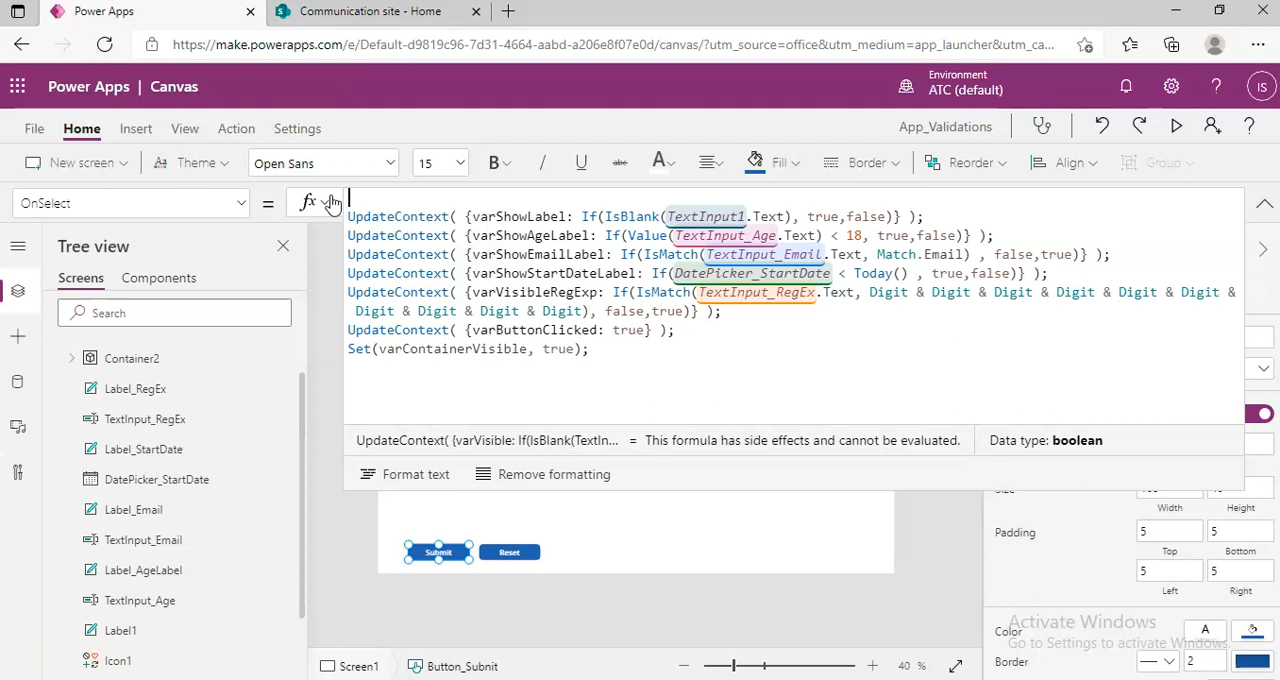 Power Apps
Communication site - Home
https://make.powerapps.com/e/Default-d9819c96-7d31-4664-aabd-a206e8f07e0d/canvas/?utm_source=office&utm_medium=app_launcher&utm_ca...
Power Apps | Canvas
Environment
ATC (default)
IS
File Home Insert View Action Settings
App_Validations
New screen Theme Open Sans 15 B / U abc A Fill Border Reorder Align Group
OnSelect = fx
UpdateContext( {varShowLabel: If(IsBlank(TextInput1.Text), true,false)} );
UpdateContext( {varShowAgeLabel: If(Value(TextInput_Age.Text) < 18, true,false)} );
UpdateContext( {varShowEmailLabel: If(IsMatch(TextInput_Email.Text, Match.Email) , false,true)} );
UpdateContext( {varShowStartDateLabel: If(DatePicker_StartDate < Today() , true,false)} );
UpdateContext( {varVisibleRegExp: If(IsMatch(TextInput_RegEx.Text, Digit & Digit & Digit & Digit & Digit & Digit &
Digit & Digit & Digit & Digit), false,true)} );
UpdateContext( {varButtonClicked: true} );
Set(varContainerVisible, true);
UpdateContext( {varVisible: If(IsBlank(TextIn... = This formula has side effects and cannot be evaluated.
Data type: boolean
Format text Remove formatting
Tree view
Screens Components
Search
Container2
Label_RegEx
TextInput_RegEx
Label_StartDate
DatePicker_StartDate
Label_Email
TextInput_Email
Label_AgeLabel
TextInput_Age
Label1
Icon1
Submit Reset
Width Height
Padding 5 5
Top Bottom
5 5
Left Right
Color A
Border 2
Activate Windows
Go to Settings to activate Windows.
Screen1 Button_Submit
40 %